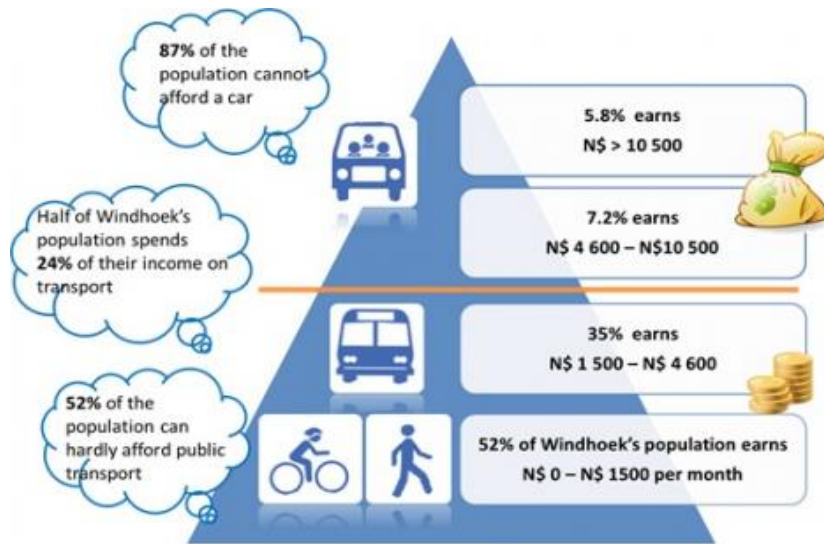 87% of the
population cannot
afford a car
5.8% earns
N$ > 10 500
Half of Windhoek's
population spends
24% of their income on
transport
7.2% earns
N$ 4 600 – N$10 500
35% earns
N$ 1 500 – N$ 4 600
52% of the
population can
hardly afford public
transport
52% of Windhoek's population earns
N$ 0 – N$ 1500 per month